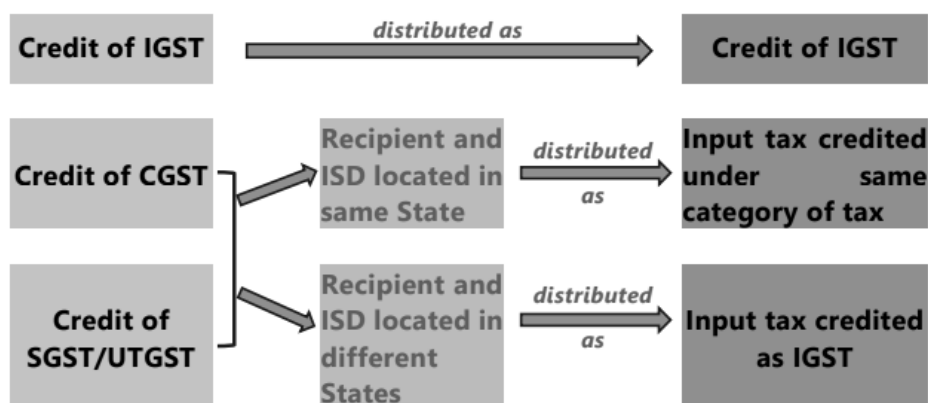 Credit of IGST
distributed as
Credit of IGST
Credit of CGST
Recipient and
ISD located in
same State
distributed
as
Input tax credited
under same
category of tax
Credit of
SGST/UTGST
Recipient and
ISD located in
different
States
distributed
as
Input tax credited
as IGST